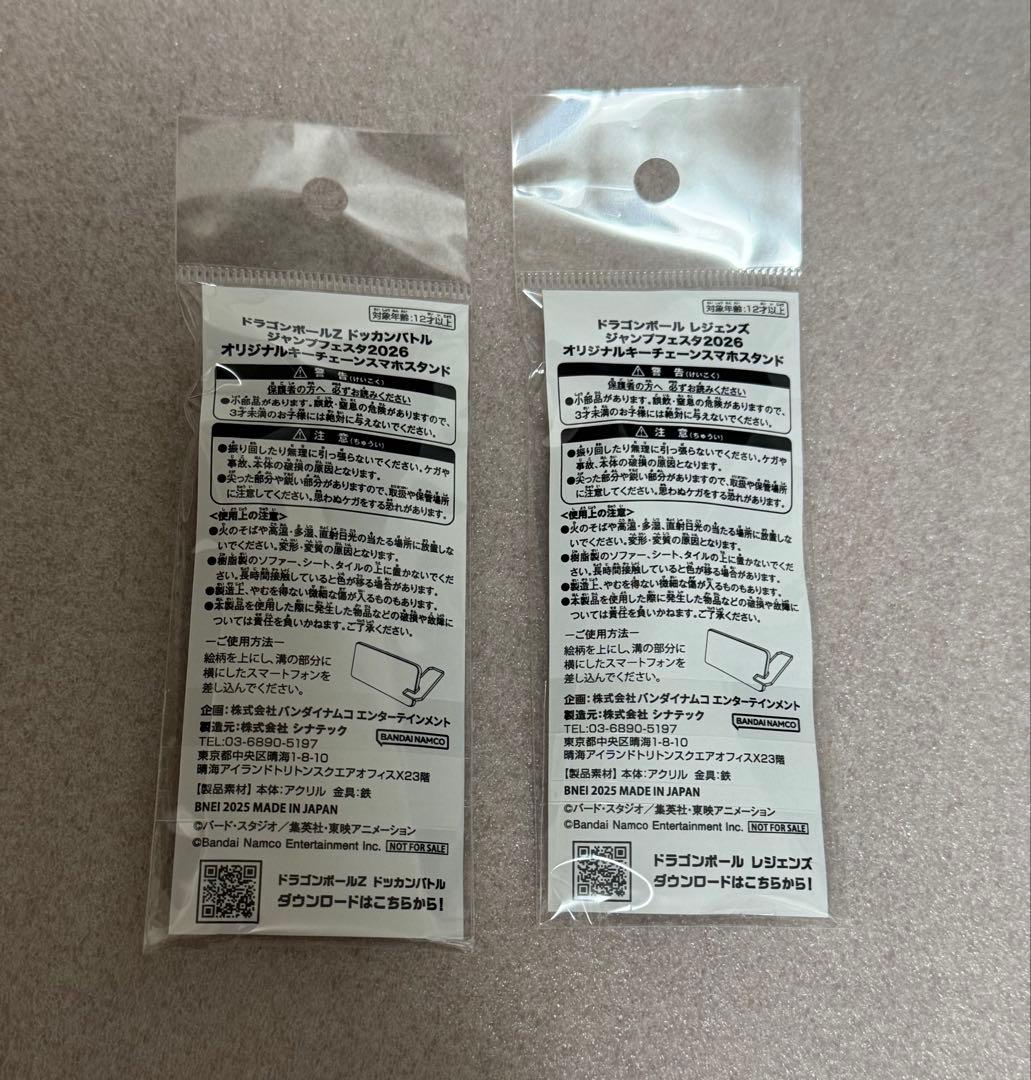 対象年齢:12才以上
ドラゴンボールZ ドッカンバトル
ジャンプフェスタ2026
オリジナルキーチェーンスマホスタンド
⚠ 警告(けいこく)
保護者の方へ 必ずお読みください
●小部品があります。誤飲・窒息の危険がありますので、
3才未満のお子様には絶対に与えないでください。
⚠ 注意(ちゅうい)
●振り回したり無理に引っ張らないでください。ケガや
事故、本体の破損の原因となります。
●尖った部分や鋭い部分がありますので、取扱や保管場所
に注意してください。思わぬケガをする恐れがあります。
<使用上の注意>
●火のそばや高温・多湿、直射日光の当たる場所に放置しな
いでください。変形・変質の原因となります。
●樹脂製のソファー、シート、タイルの上に置かないでくだ
さい。長時間接触していると色が移る場合があります。
●製造上、やむを得ない微細な傷が入るものもあります。
●本製品を使用した際に発生した物品などの破損や故障に
ついては責任を負いかねます。ご了承ください。
ーご使用方法ー
絵柄を上にし、溝の部分に
横にしたスマートフォンを
差し込んでください。
企画:株式会社バンダイナムコ エンターテインメント
製造元:株式会社 シナテック
BANDAI NAMCO
TEL:03-6890-5197
東京都中央区晴海1-8-10
晴海アイランドトリトンスクエアオフィスX23階
【製品素材】本体:アクリル 金具:鉄
BNEI 2025 MADE IN JAPAN
©バード・スタジオ/集英社・東映アニメーション
©Bandai Namco Entertainment Inc. NOT FOR SALE
ドラゴンボールZ ドッカンバトル
ダウンロードはこちらから!
対象年齢:12才以上
ドラゴンボール レジェンズ
ジャンプフェスタ2026
オリジナルキーチェーンスマホスタンド
⚠ 警告(けいこく)
保護者の方へ 必ずお読みください
●小部品があります。誤飲・窒息の危険がありますので、
3才未満のお子様には絶対に与えないでください。
⚠ 注意(ちゅうい)
●振り回したり無理に引っ張らないでください。ケガや
事故、本体の破損の原因となります。
●尖った部分や鋭い部分がありますので、取扱や保管場所
に注意してください。思わぬケガをする恐れがあります。
<使用上の注意>
●火のそばや高温・多湿、直射日光の当たる場所に放置しな
いでください。変形・変質の原因となります。
●樹脂製のソファー、シート、タイルの上に置かないでくだ
さい。長時間接触していると色が移る場合があります。
●製造上、やむを得ない微細な傷が入るものもあります。
●本製品を使用した際に発生した物品などの破損や故障に
ついては責任を負いかねます。ご了承ください。
ーご使用方法ー
絵柄を上にし、溝の部分に
横にしたスマートフォンを
差し込んでください。
企画:株式会社バンダイナムコ エンターテインメント
製造元:株式会社 シナテック
BANDAI NAMCO
TEL:03-6890-5197
東京都中央区晴海1-8-10
晴海アイランドトリトンスクエアオフィスX23階
【製品素材】本体:アクリル 金具:鉄
BNEI 2025 MADE IN JAPAN
©バード・スタジオ/集英社・東映アニメーション
©Bandai Namco Entertainment Inc. NOT FOR SALE
ドラゴンボール レジェンズ
ダウンロードはこちらから!